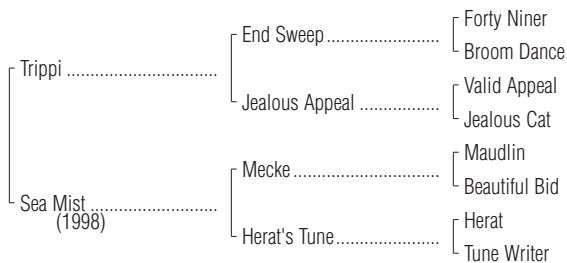 Forty Niner
End Sweep
Broom Dance
Trippi
Valid Appeal
Jealous Appeal
Jealous Cat
Maudlin
Mecke
Beautiful Bid
Sea Mist
(1998)
Herat
Herat's Tune
Tune Writer